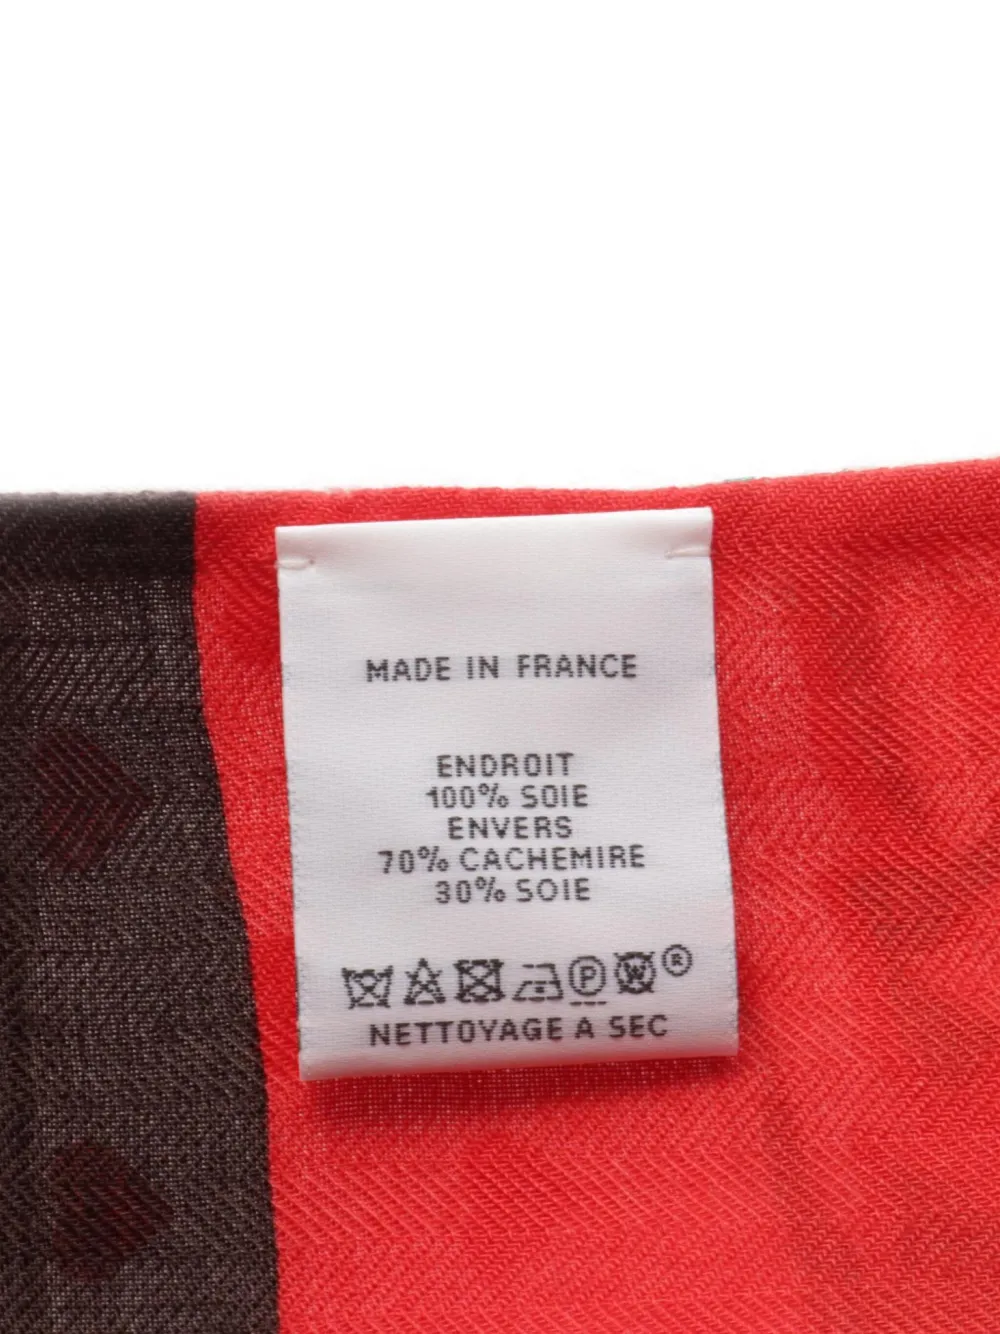 MADE IN FRANCE
ENDROIT
100% SOIE
ENVERS
70% CACHEMIRE
30% SOIE
P W ®
NETTOYAGE A SEC